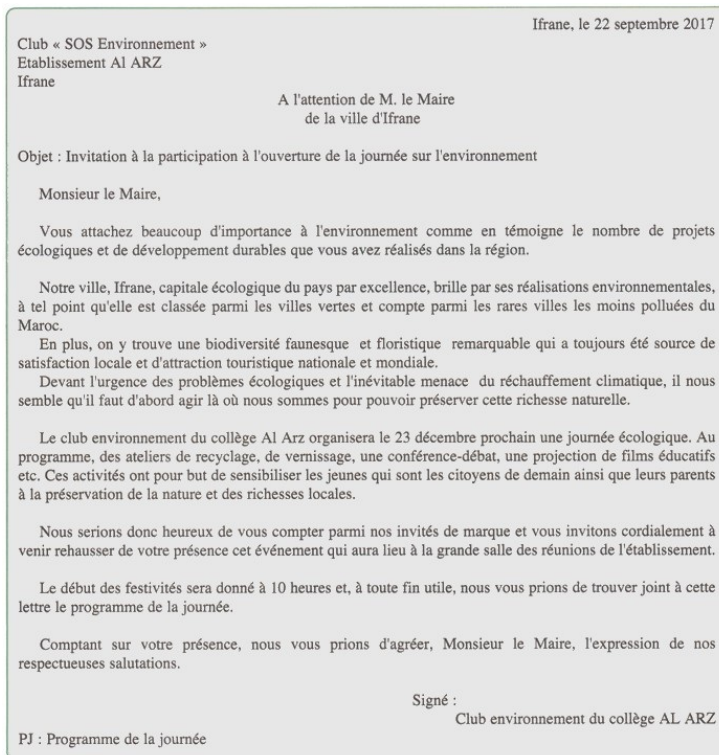 Ifrane, le 22 septembre 2017
Club « SOS Environnement »
Etablissement Al ARZ
Ifrane
A l'attention de M. le Maire
de la ville d'Ifrane
Objet : Invitation à la participation à l'ouverture de la journée sur l'environnement
Monsieur le Maire,
Vous attachez beaucoup d'importance à l'environnement comme en témoigne le nombre de projets
écologiques et de développement durables que vous avez réalisés dans la région.
Notre ville, Ifrane, capitale écologique du pays par excellence, brille par ses réalisations environnementales,
à tel point qu'elle est classée parmi les villes vertes et compte parmi les rares villes les moins polluées du
Maroc.
En plus, on y trouve une biodiversité faunesque et floristique remarquable qui a toujours été source de
satisfaction locale et d'attraction touristique nationale et mondiale.
Devant l'urgence des problèmes écologiques et l'inévitable menace du réchauffement climatique, il nous
semble qu'il faut d'abord agir là où nous sommes pour pouvoir préserver cette richesse naturelle.
Le club environnement du collège Al Arz organisera le 23 décembre prochain une journée écologique. Au
programme, des ateliers de recyclage, de vernissage, une conférence-débat, une projection de films éducatifs
etc. Ces activités ont pour but de sensibiliser les jeunes qui sont les citoyens de demain ainsi que leurs parents
à la préservation de la nature et des richesses locales.
Nous serions donc heureux de vous compter parmi nos invités de marque et vous invitons cordialement à
venir rehausser de votre présence cet événement qui aura lieu à la grande salle des réunions de l'établissement.
Le début des festivités sera donné à 10 heures et, à toute fin utile, nous vous prions de trouver joint à cette
lettre le programme de la journée.
Comptant sur votre présence, nous vous prions d'agréer, Monsieur le Maire, l'expression de nos
respectueuses salutations.
Signé :
Club environnement du collège AL ARZ
PJ : Programme de la journée